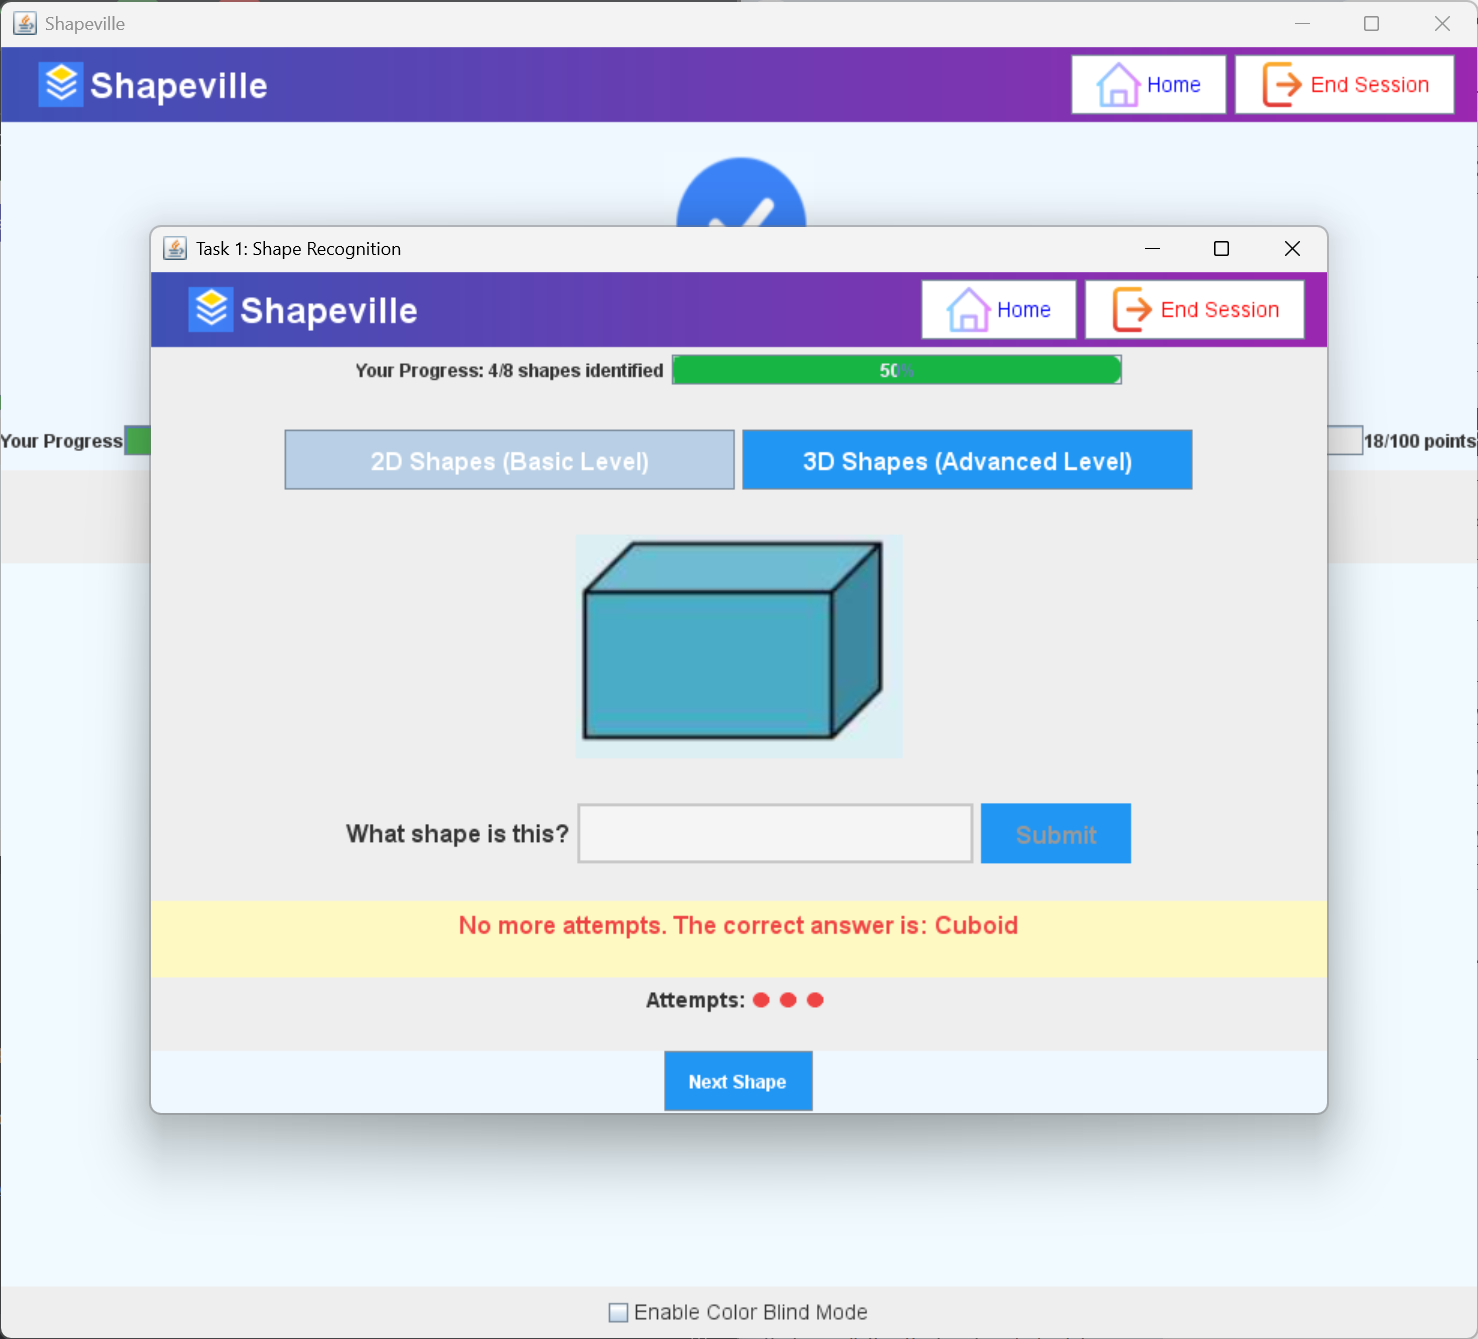 Shapeville
Shapeville
Home
End Session
Task 1: Shape Recognition
Shapeville
Home
End Session
Your Progress: 4/8 shapes identified
50%
Your Progress
18/100 points
2D Shapes (Basic Level)
3D Shapes (Advanced Level)
What shape is this?
Submit
No more attempts. The correct answer is: Cuboid
Attempts:
Next Shape
Enable Color Blind Mode